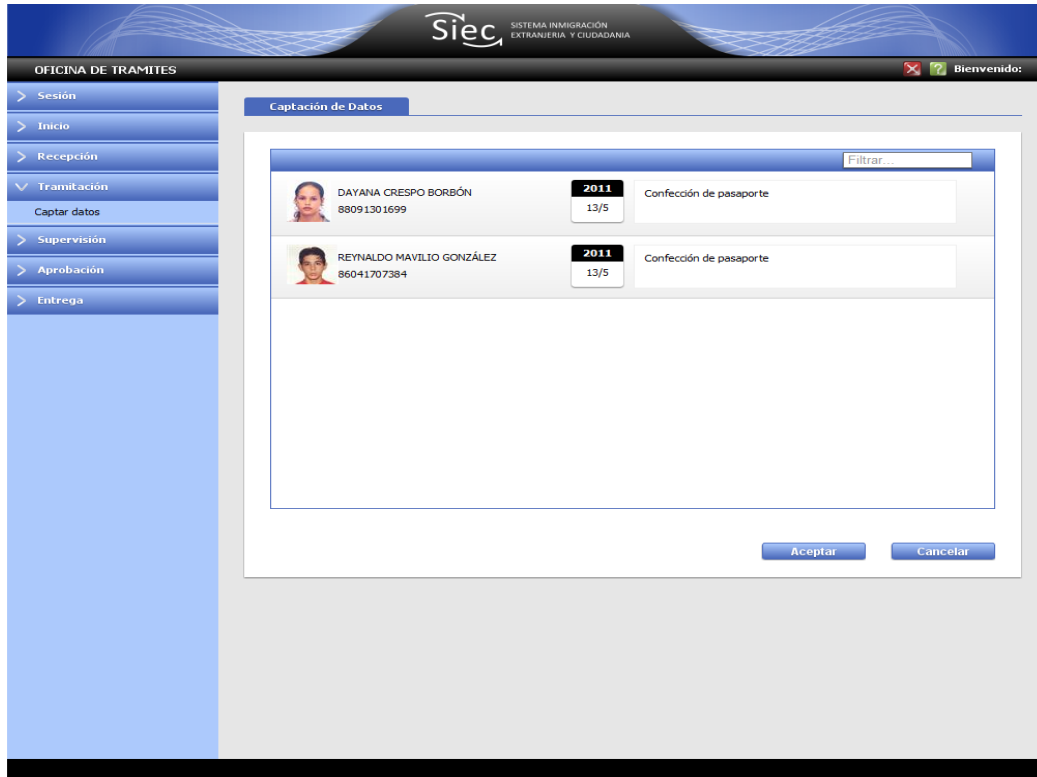 Siec
SISTEMA INMIGRACIÓN
EXTRANJERIA Y CIUDADANIA
OFICINA DE TRAMITES
Bienvenido:
Sesión
Inicio
Recepción
Tramitación
Captar datos
Supervisión
Aprobación
Entrega
Captación de Datos
Filtrar...
DAYANA CRESPO BORBÓN
88091301699
2011
13/5
Confección de pasaporte
REYNALDO MAVILIO GONZÁLEZ
86041707384
2011
13/5
Confección de pasaporte
Aceptar
Cancelar